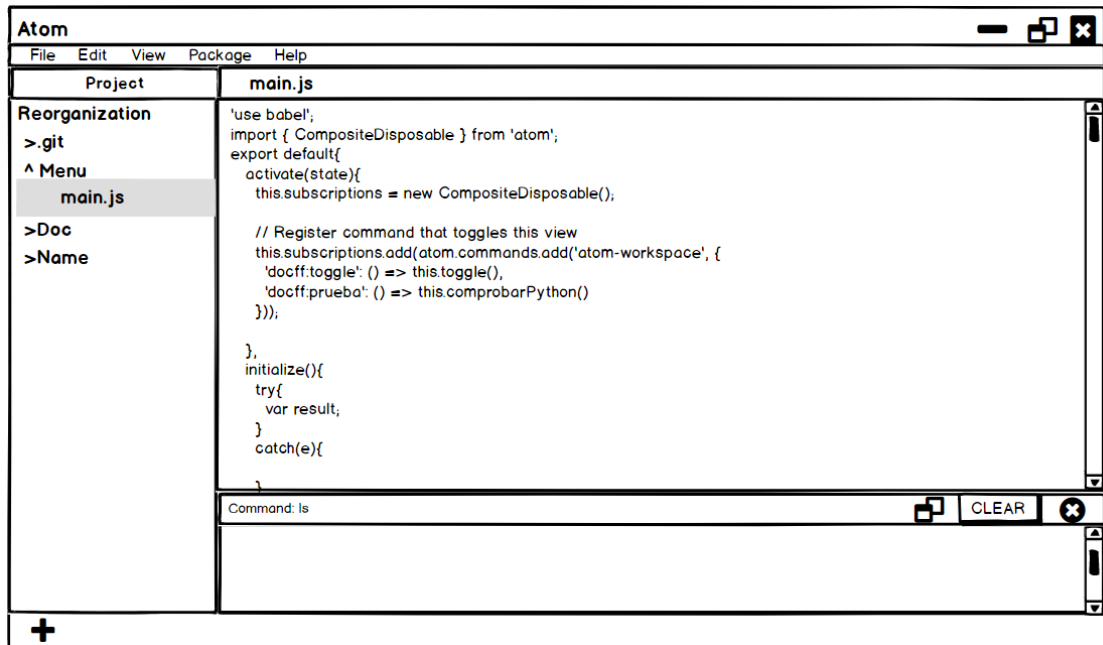 Atom
File Edit View Package Help
Project
main.js
Reorganization
>.git
^ Menu
main.js
>Doc
>Name
'use babel';
import { CompositeDisposable } from 'atom';
export default{
activate(state){
this.subscriptions = new CompositeDisposable();
// Register command that toggles this view
this.subscriptions.add(atom.commands.add('atom-workspace', {
'docff:toggle': () => this.toggle(),
'docff:prueba': () => this.comprobarPython()
}));
},
initialize(){
try{
var result;
}
catch(e){
}
Command: ls
CLEAR